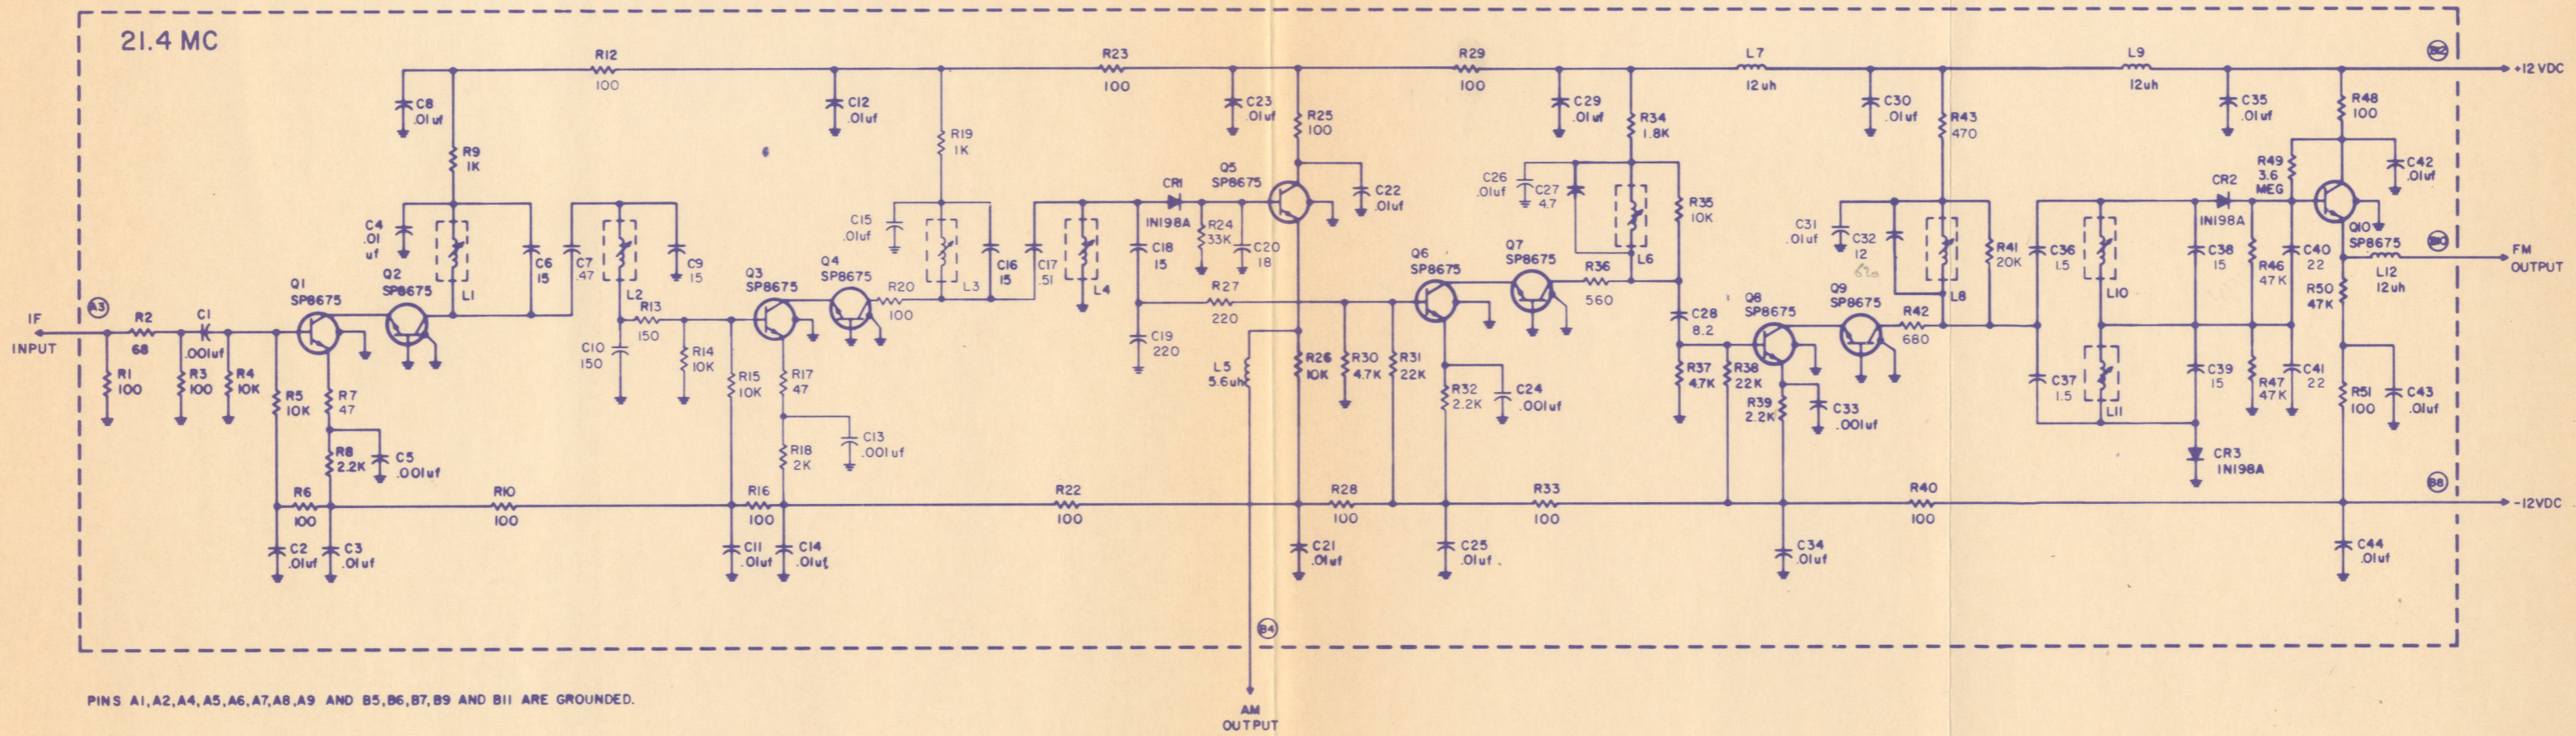 21.4 MC
R12
100
R23
100
R29
100
L7
12uh
L9
12uh
B12
+12 VDC
C8
.01uf
R9
1K
C12
.01uf
R19
1K
C23
.01uf
R25
100
C29
.01uf
R34
1.8K
C30
.01uf
R43
470
C35
.01uf
R48
100
C4
.01
uf
L1
C6
15
C7
.47
L2
C9
15
C15
.01uf
L3
C16
15
C17
.51
L4
C18
15
CR1
IN198A
R24
33K
C20
18
Q5
SP8675
C22
.01uf
C26
.01uf
C27
4.7
L6
R35
10K
C31
.01uf
C32
12
620
L8
R41
20K
C36
1.5
L10
C38
15
CR2
IN198A
R49
3.6
MEG
R46
47K
C40
22
C42
.01uf
Q10
SP8675
B10
FM
OUTPUT
L12
12uh
R50
47K
IF
INPUT
A3
R1
100
R2
68
R3
100
C1
.001uf
R4
10K
R5
10K
Q1
SP8675
Q2
SP8675
R7
47
R8
2.2K
C5
.001uf
C10
150
R13
150
R14
10K
R15
10K
Q3
SP8675
Q4
SP8675
R20
100
R17
47
R18
2K
C13
.001uf
C19
220
R27
220
L5
5.6uh
R26
10K
R30
4.7K
R31
22K
Q6
SP8675
Q7
SP8675
R36
560
R32
2.2K
C24
.001uf
C28
8.2
R37
4.7K
R38
22K
Q8
SP8675
Q9
SP8675
R42
680
R39
2.2K
C33
.001uf
C37
1.5
L11
C39
15
R47
47K
C41
22
CR3
IN198A
R51
100
C43
.01uf
R6
100
R10
100
R16
100
R22
100
R28
100
R33
100
R40
100
B8
-12VDC
C2
.01uf
C3
.01uf
C11
.01uf
C14
.01uf
C21
.01uf
C25
.01uf
C34
.01uf
C44
.01uf
B4
AM
OUTPUT
PINS A1,A2,A4,A5,A6,A7,A8,A9 AND B5,B6,B7,B9 AND B11 ARE GROUNDED.